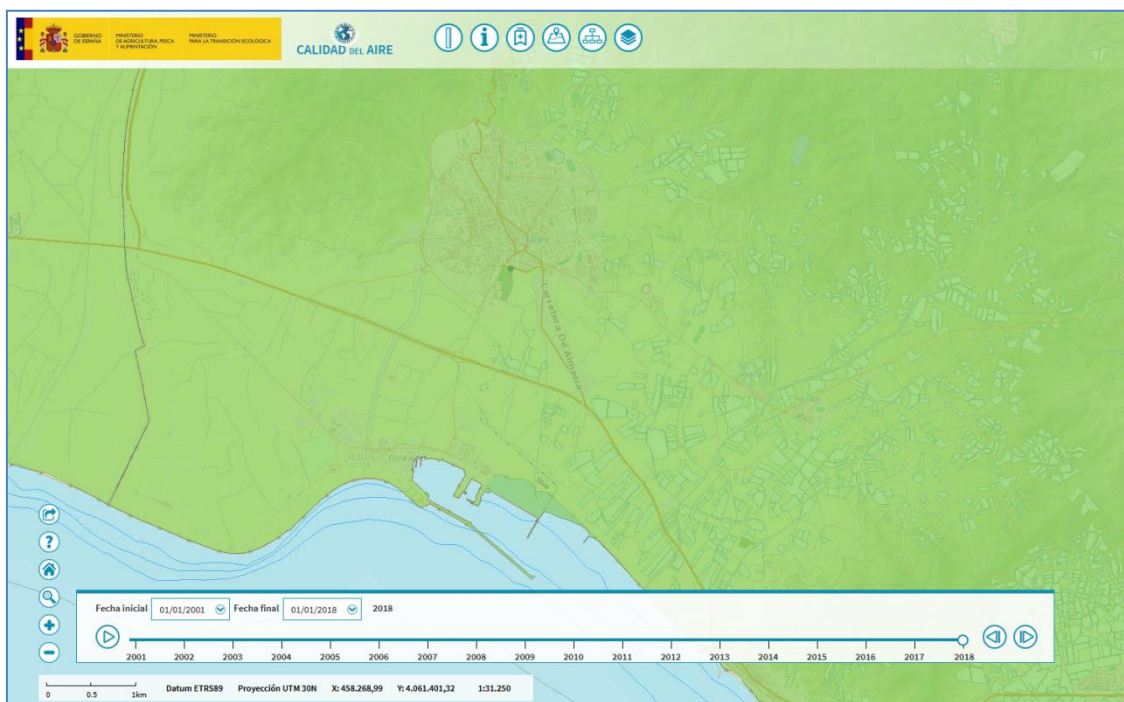 GOBIERNO
DE ESPAÑA
MINISTERIO
DE AGRICULTURA, PESCA
Y ALIMENTACIÓN
MINISTERIO
PARA LA TRANSICIÓN ECOLÓGICA
CALIDAD DEL AIRE
Carretera De Almería
Fecha inicial 01/01/2001 Fecha final 01/01/2018 2018
2001 2002 2003 2004 2005 2006 2007 2008 2009 2010 2011 2012 2013 2014 2015 2016 2017 2018
0 0.5 1km Datum ETRS89 Proyección UTM 30N X: 458.268,99 Y: 4.061.401,32 1:31.250